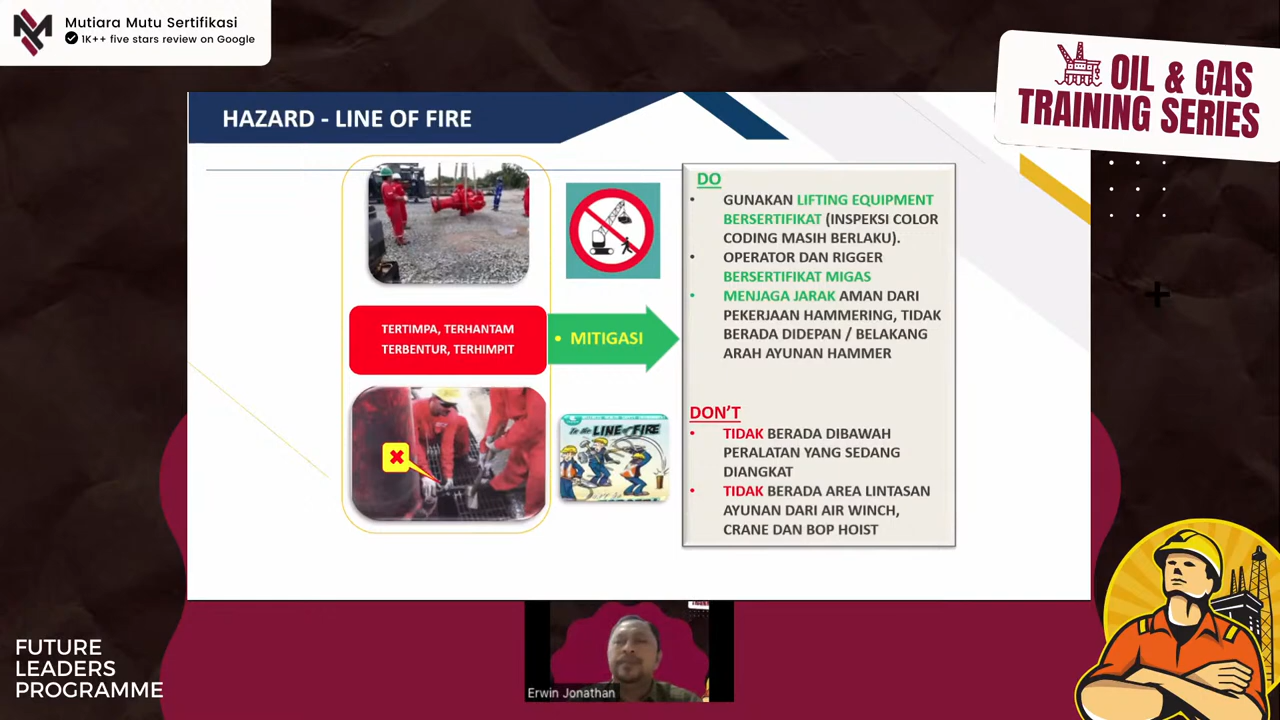 Mutiara Mutu Sertifikasi
1K++ five stars review on Google
OIL & GAS
TRAINING SERIES
HAZARD - LINE OF FIRE
TERTIMPA, TERHANTAM
TERBENTUR, TERHIMPIT
• MITIGASI
LINE of FIRE
DO
• GUNAKAN LIFTING EQUIPMENT
BERSERTIFIKAT (INSPEKSI COLOR
CODING MASIH BERLAKU).
• OPERATOR DAN RIGGER
BERSERTIFIKAT MIGAS
• MENJAGA JARAK AMAN DARI
PEKERJAAN HAMMERING, TIDAK
BERADA DIDEPAN / BELAKANG
ARAH AYUNAN HAMMER
DON'T
• TIDAK BERADA DIBAWAH
PERALATAN YANG SEDANG
DIANGKAT
• TIDAK BERADA AREA LINTASAN
AYUNAN DARI AIR WINCH,
CRANE DAN BOP HOIST
FUTURE
LEADERS
PROGRAMME
Erwin Jonathan